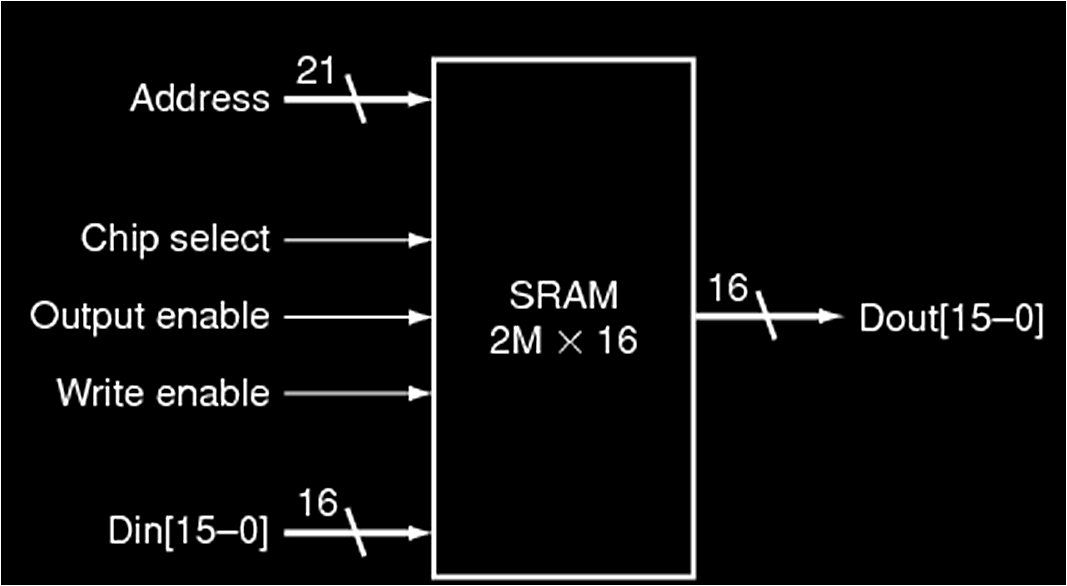 21
Address
Chip select
Output enable
Write enable
16
Din[15–0]
SRAM
2M × 16
16
Dout[15–0]